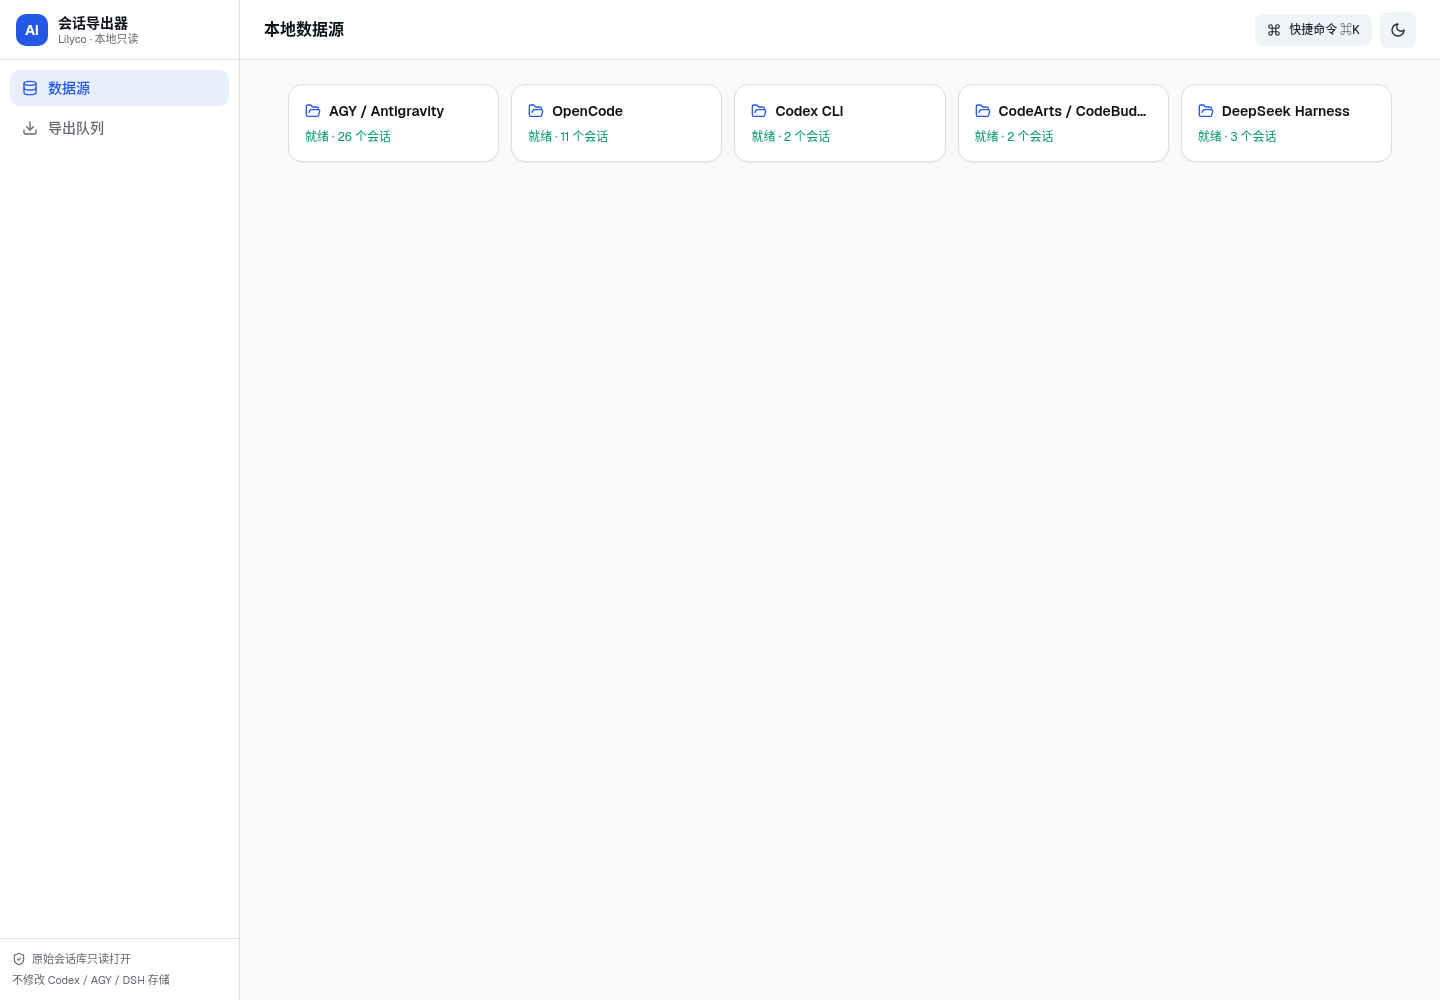 AI
会话导出器
Lilyco · 本地只读
数据源
导出队列
原始会话库只读打开
不修改 Codex / AGY / DSH 存储
本地数据源
快捷命令 ⌘K
AGY / Antigravity
就绪 · 26 个会话
OpenCode
就绪 · 11 个会话
Codex CLI
就绪 · 2 个会话
CodeArts / CodeBud...
就绪 · 2 个会话
DeepSeek Harness
就绪 · 3 个会话